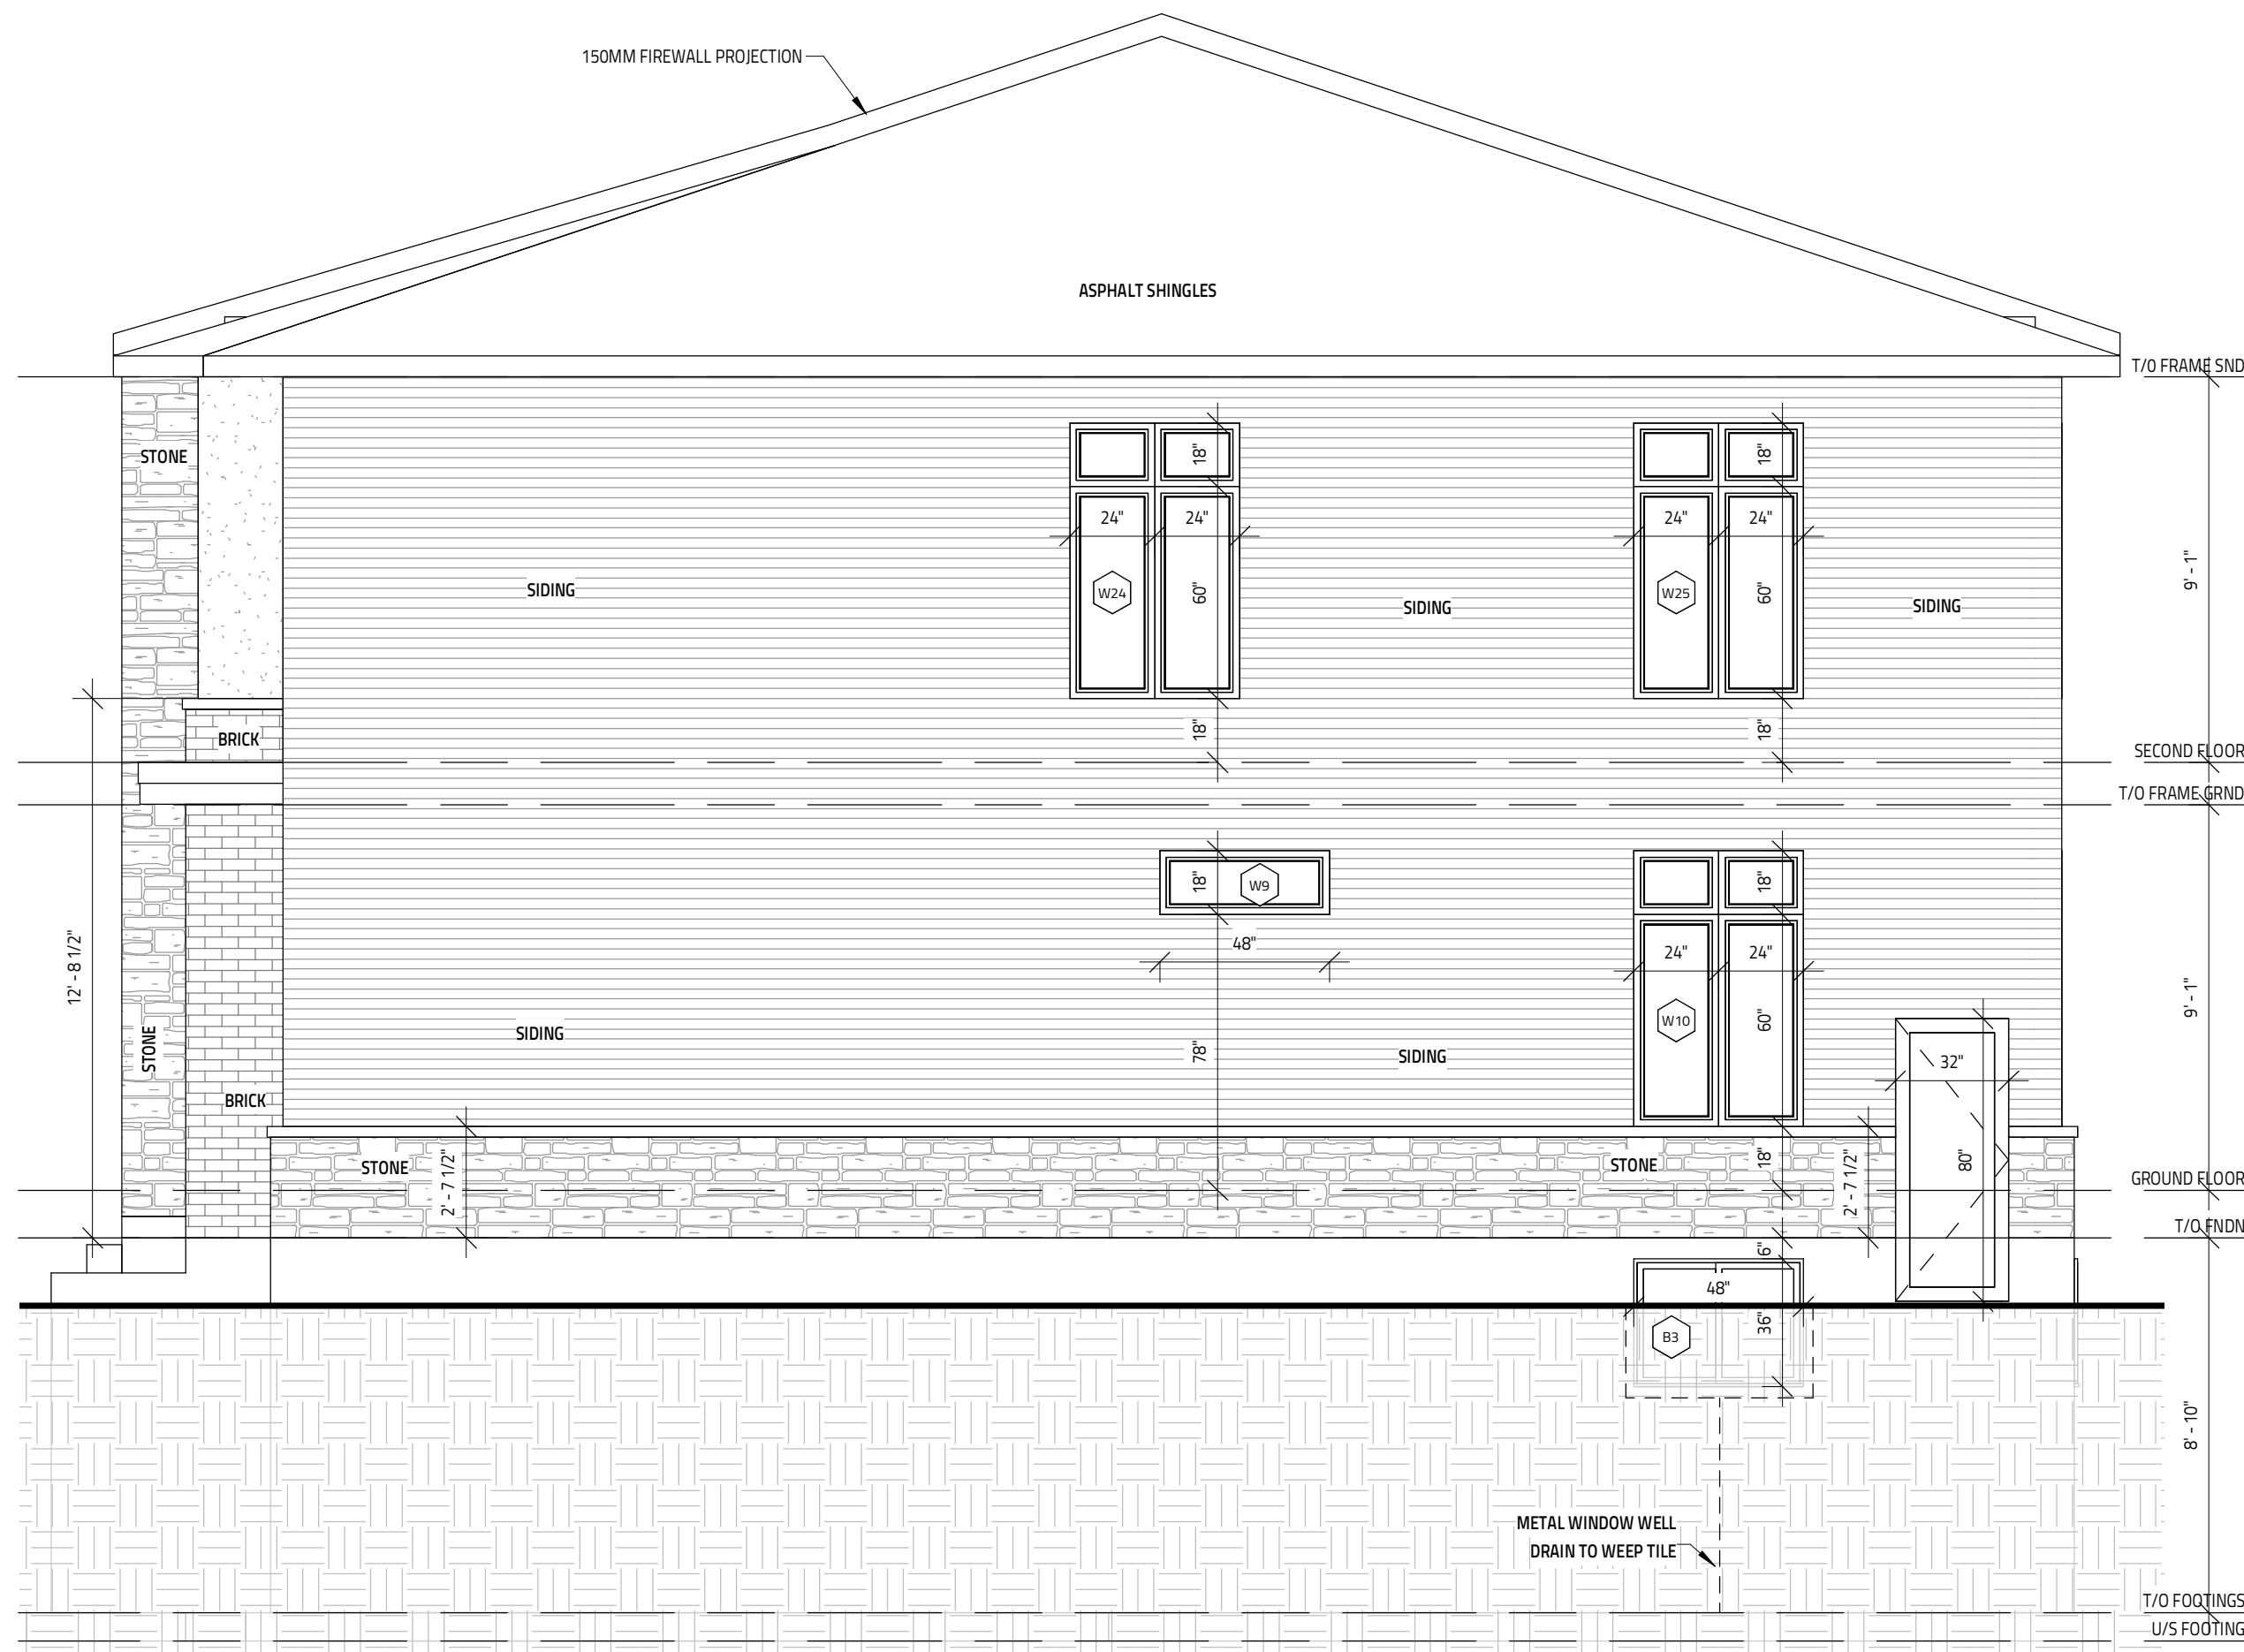 150MM FIREWALL PROJECTION
ASPHALT SHINGLES
T/O FRAME SND
STONE
18"
18"
24"
24"
24"
24"
9' - 1"
SIDING
W24
60"
W25
60"
SIDING
SIDING
BRICK
18"
18"
SECOND FLOOR
T/O FRAME GRND
18"
W9
18"
48"
24"
24"
12' - 8 1/2"
9' - 1"
STONE
SIDING
78"
SIDING
W10
60"
32"
BRICK
STONE
2' - 7 1/2"
STONE
18"
2' - 7 1/2"
80"
GROUND FLOOR
T/O FNDN
6"
48"
B3
36"
8' - 10"
METAL WINDOW WELL
DRAIN TO WEEP TILE
T/O FOOTINGS
U/S FOOTING